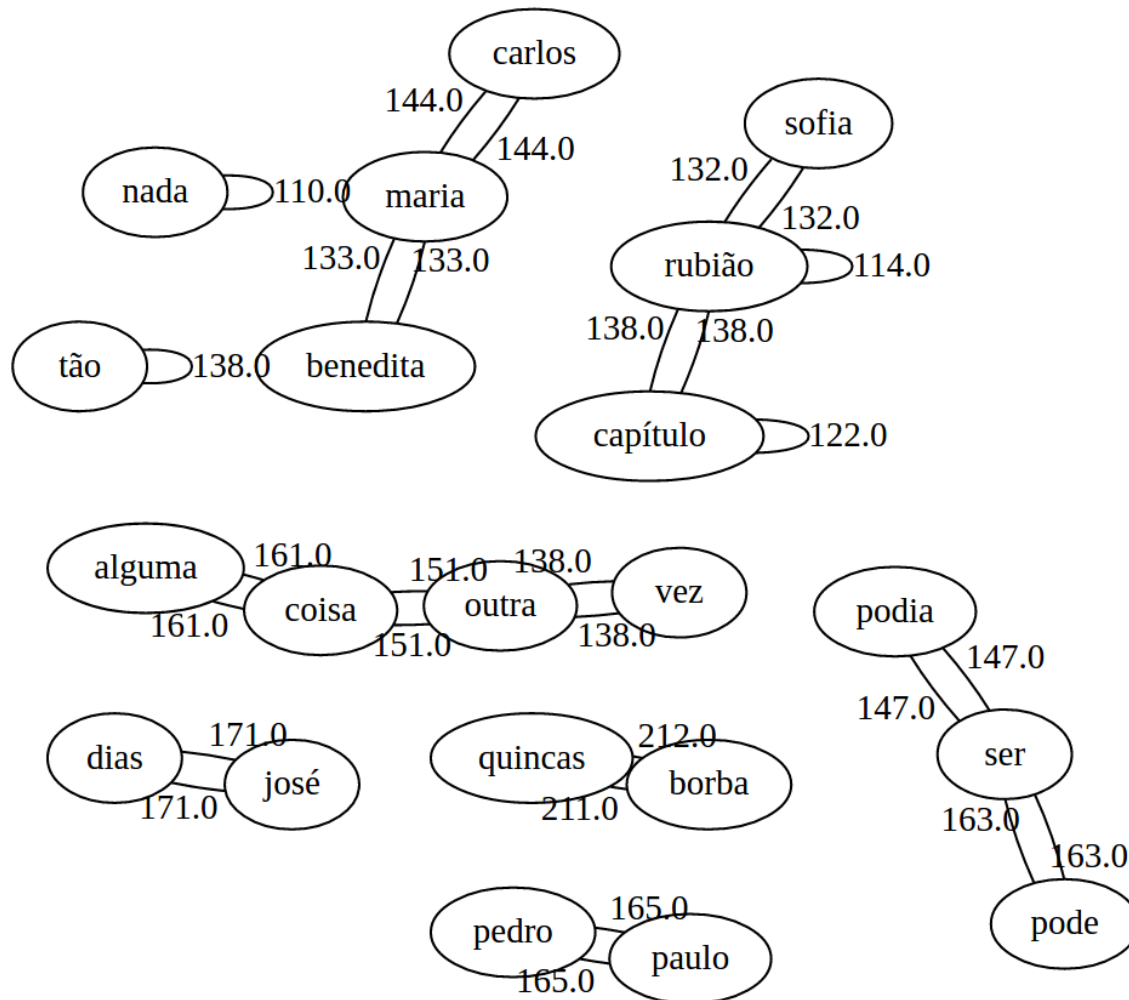 carlos
144.0
sofia
144.0
132.0
nada
110.0
maria
132.0
133.0
133.0
rubião
114.0
138.0
138.0
tão
138.0
benedita
capítulo
122.0
alguma
161.0
151.0
138.0
vez
coisa
outra
161.0
151.0
138.0
podia
147.0
147.0
dias
171.0
josé
171.0
quincas
212.0
borba
211.0
ser
163.0
163.0
pedro
165.0
paulo
165.0
pode